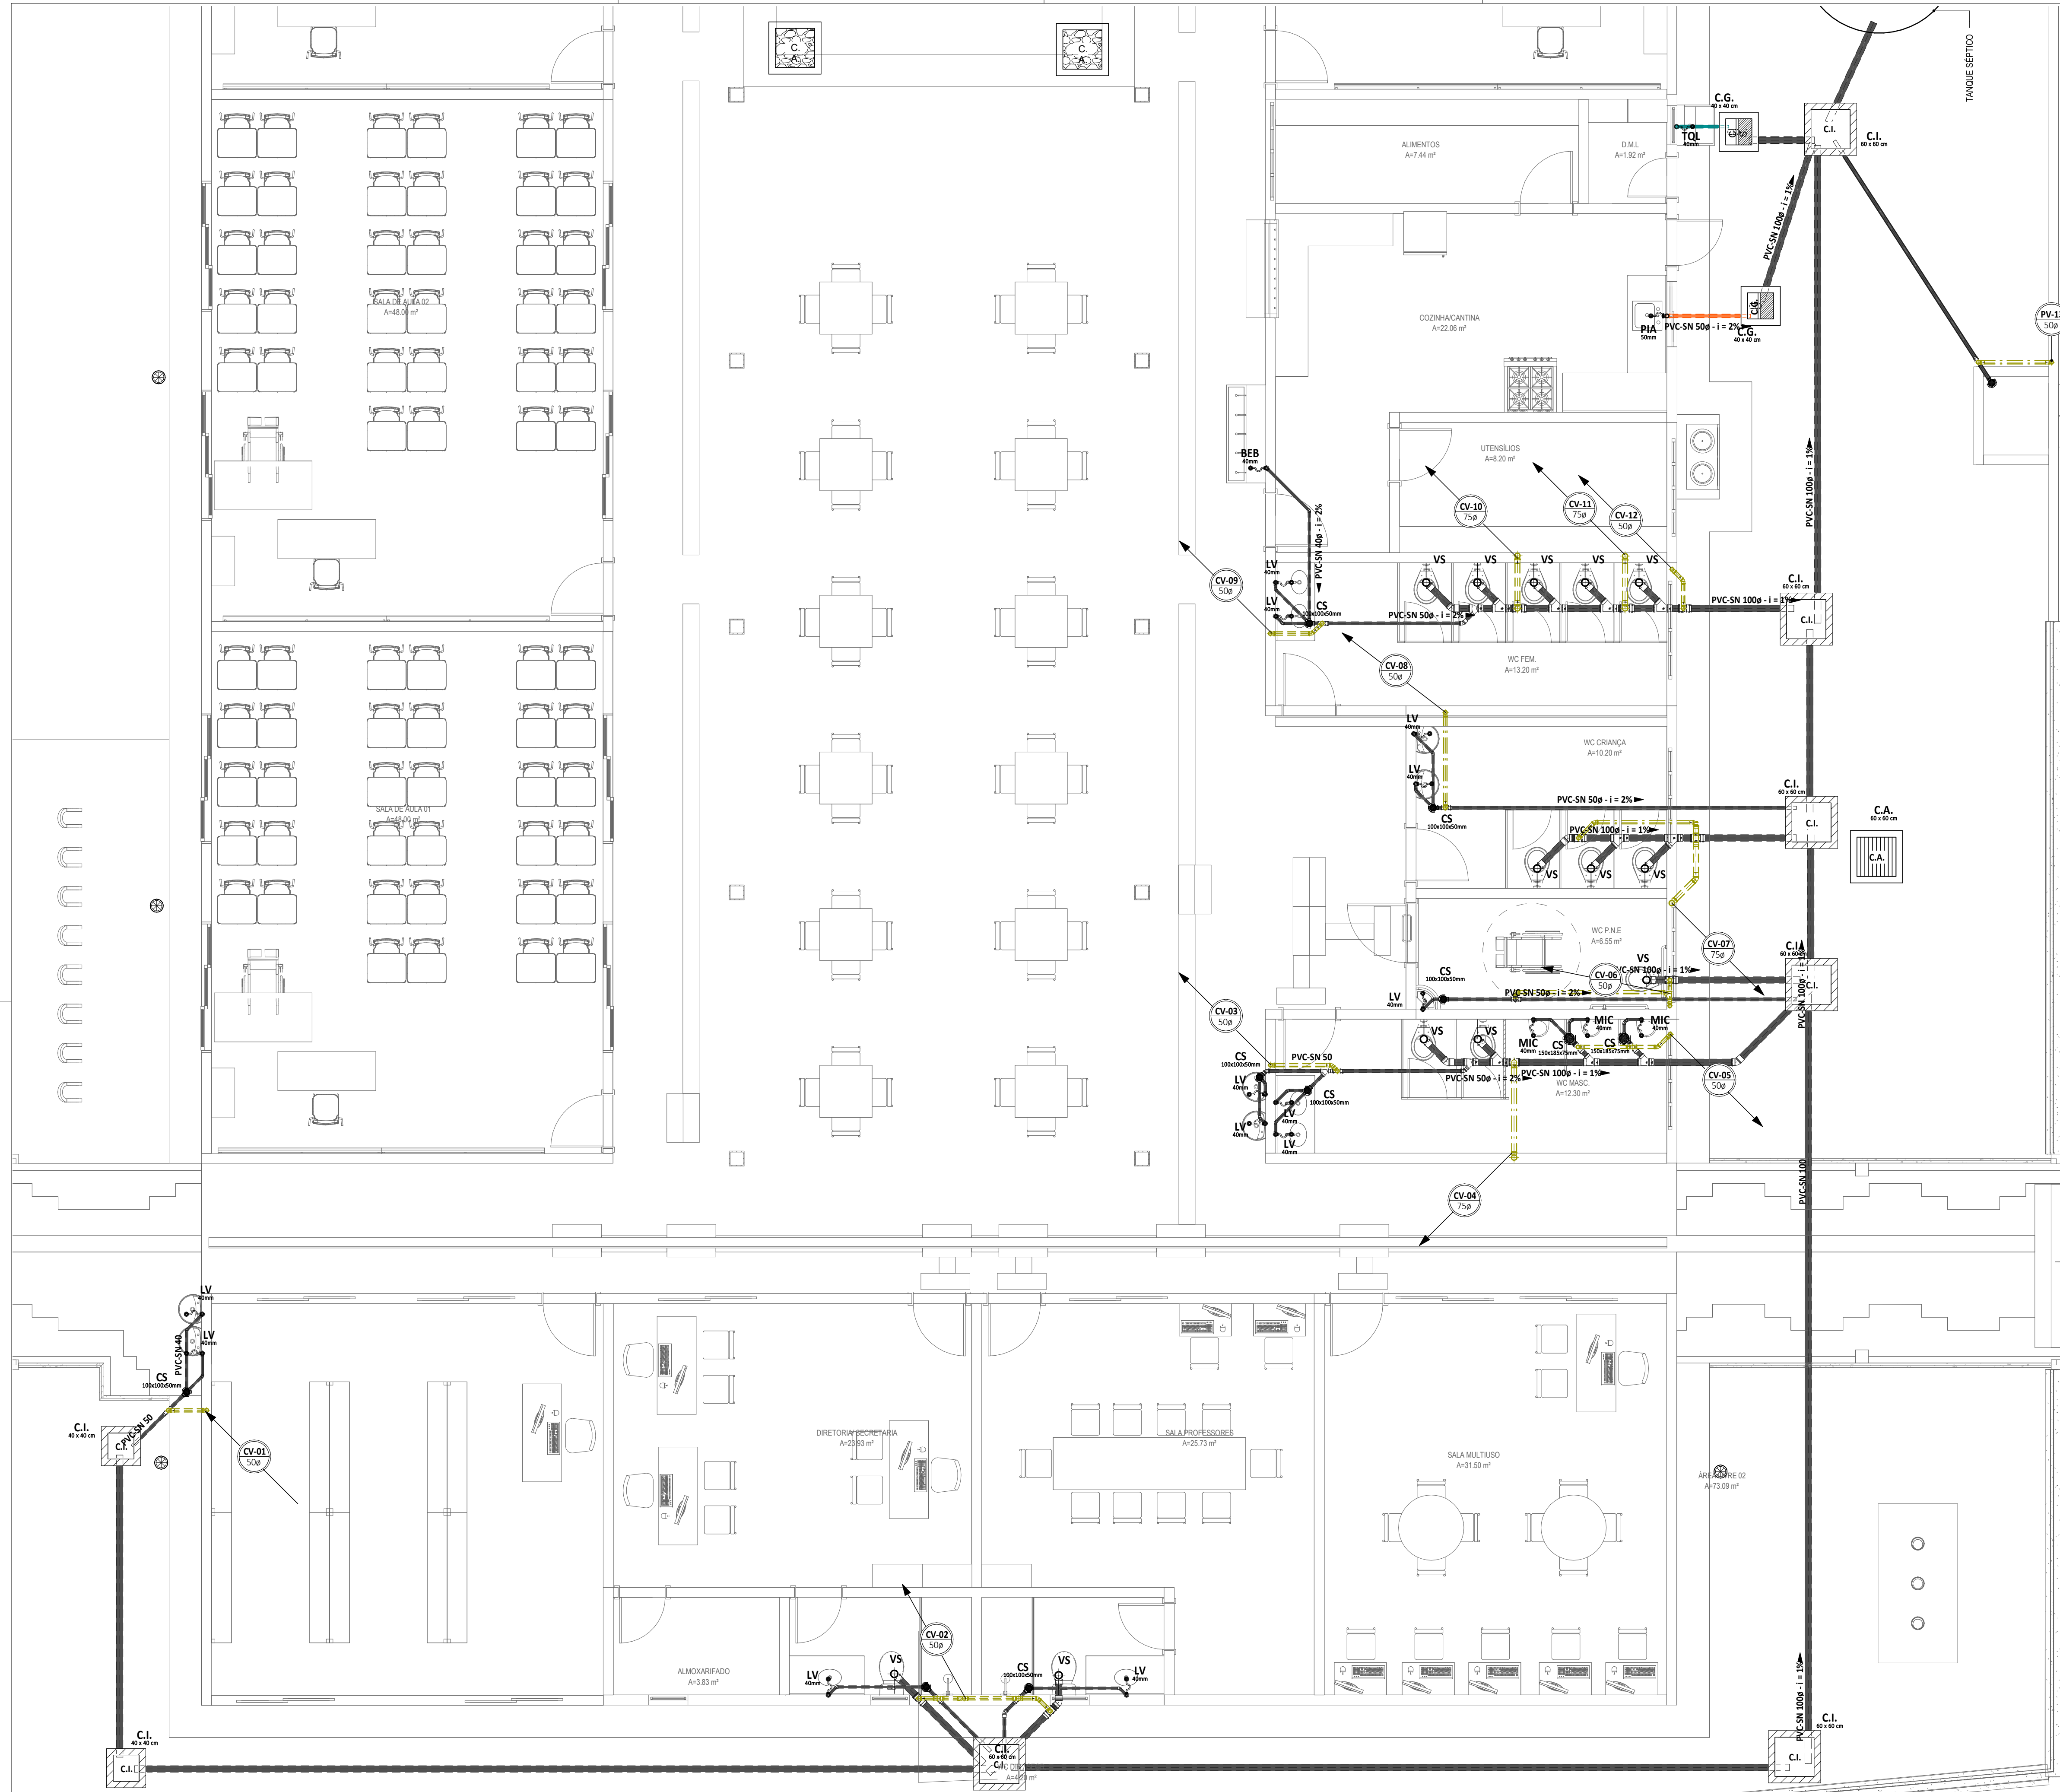 C.
A.
C.
A.
TANQUE SÉPTICO
C.G.
40 x 40 cm
TQL
40mm
C.I.
C.I.
60 x 60 cm
ALIMENTOS
A=7.44 m²
D.M.L
A=1.92 m²
PVC-SN 100ø - i = 1%
SALA DE AULA 02
A=48.00 m²
COZINHA/CANTINA
A=22.06 m²
C.G.
PIA
50mm
PVC-SN 50ø - i = 2%
C.G.
40 x 40 cm
50ø
BEB
40mm
UTENSÍLIOS
A=8.20 m²
PVC-SN 100ø - i = 1%
PVC-SN 40ø - i = 2%
CV-10
75ø
CV-11
75ø
CV-12
50ø
VS
VS
VS
VS
VS
CV-09
50ø
LV
40mm
LV
40mm
CS
100x100x50mm
PVC-SN 50ø - i = 2%
PVC-SN 100ø - i = 1%
C.I.
60 x 60 cm
C.I.
CV-08
50ø
WC FEM.
A=13.20 m²
LV
40mm
WC CRIANÇA
A=10.20 m²
LV
40mm
CS
100x100x50mm
PVC-SN 50ø - i = 2%
C.I.
60 x 60 cm
C.I.
PVC-SN 100ø - i = 1%
C.A.
60 x 60 cm
C.A.
SALA DE AULA 01
A=48.00 m²
VS
VS
VS
WC P.N.E
A=6.55 m²
CV-07
75ø
C.I.
60 x 60 cm
C.I.
PVC-SN 100ø - i = 1%
VS
PVC-SN 100ø - i = 1%
CV-06
50ø
CS
100x100x50mm
LV
40mm
PVC-SN 50ø - i = 2%
CV-03
50ø
VS
VS
MIC
40mm
MIC
40mm
MIC
40mm
CS
150x185x75mm
CS
150x185x75mm
CS
100x100x50mm
PVC-SN 50
PVC-SN 50ø - i = 2%
PVC-SN 100ø - i = 1%
CV-05
50ø
WC MASC.
A=12.30 m²
LV
40mm
CS
100x100x50mm
LV
40mm
LV
40mm
LV
40mm
PVC-SN 100
CV-04
75ø
LV
40mm
LV
40mm
PVC-SN 40
CS
100x100x50mm
PVC-SN 50
C.I.
40 x 40 cm
C.I.
CV-01
50ø
DIRETORIA/SECRETARIA
A=23.93 m²
SALA PROFESSORES
A=25.73 m²
SALA MULTIUSO
A=31.50 m²
02
A=73.09 m²
CV-02
50ø
ALMOXARIFADO
A=3.83 m²
LV
40mm
VS
CS
100x100x50mm
VS
LV
40mm
PVC-SN 100ø - i = 1%
C.I.
40 x 40 cm
C.I.
C.I.
60 x 60 cm
C.I.
C.I.
60 x 60 cm
C.I.